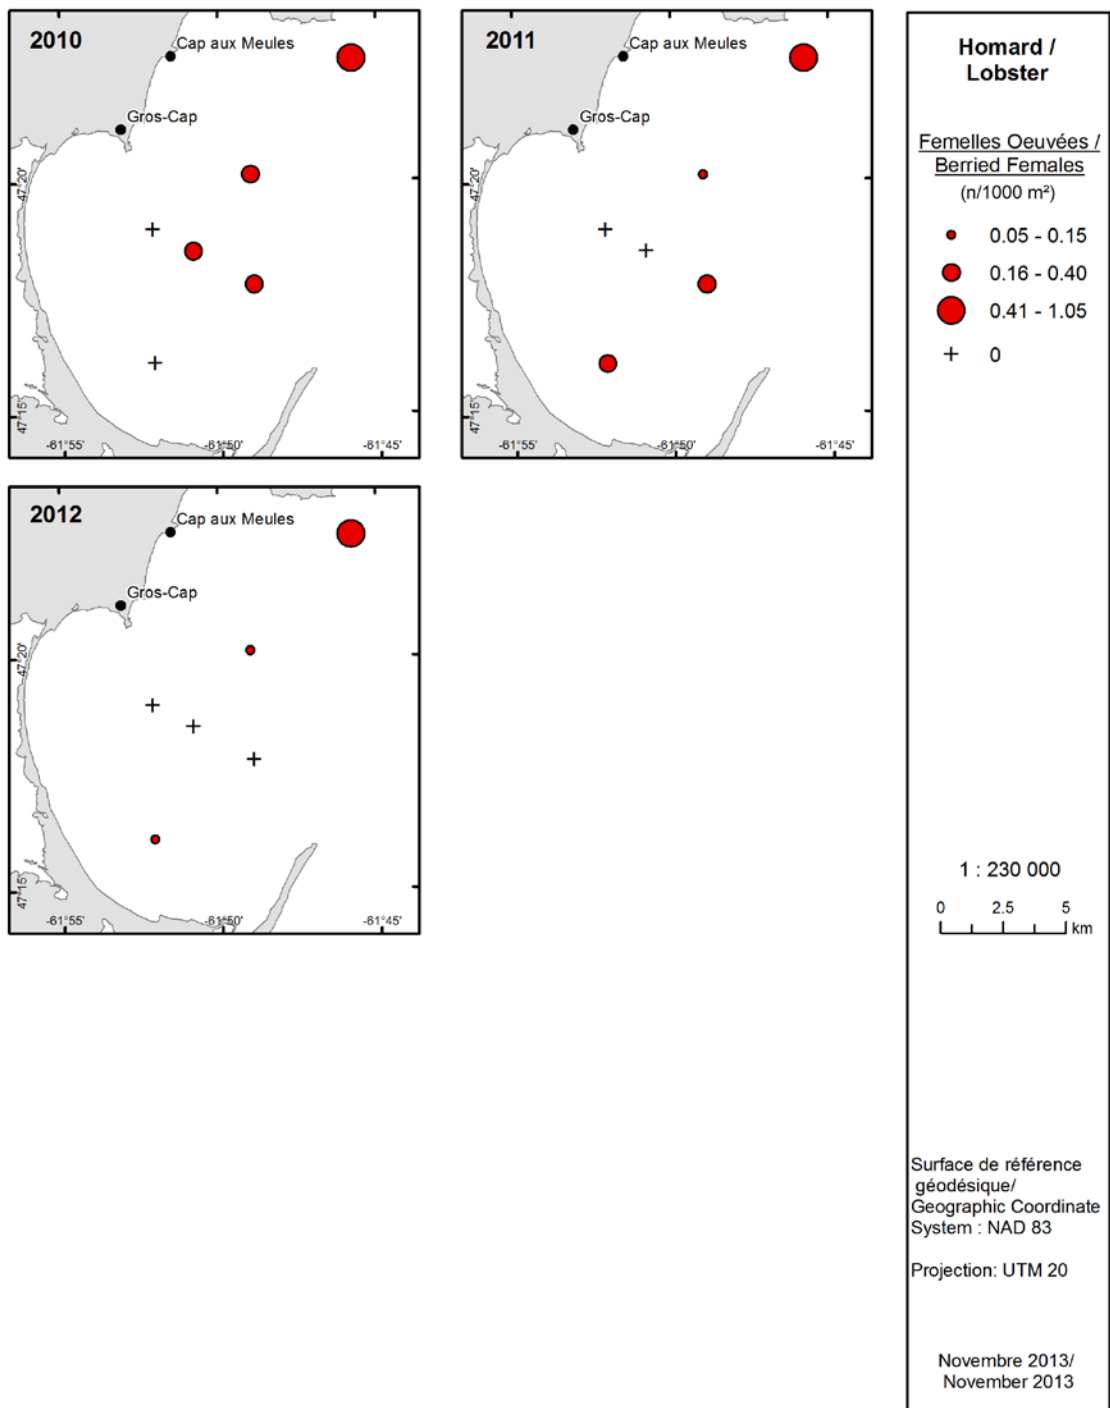 2010
Cap aux Meules
Gros-Cap
47°20'
47°15'
-61°55'
-61°50'
-61°45'
2011
Cap aux Meules
Gros-Cap
47°20'
47°15'
-61°55'
-61°50'
-61°45'
2012
Cap aux Meules
Gros-Cap
47°20'
47°15'
-61°55'
-61°50'
-61°45'
Homard /
Lobster
Femelles Oeuvées /
Berried Females
(n/1000 m²)
0.05 - 0.15
0.16 - 0.40
0.41 - 1.05
0
1 : 230 000
0 2.5 5
km
Surface de référence
géodésique/
Geographic Coordinate
System : NAD 83
Projection: UTM 20
Novembre 2013/
November 2013